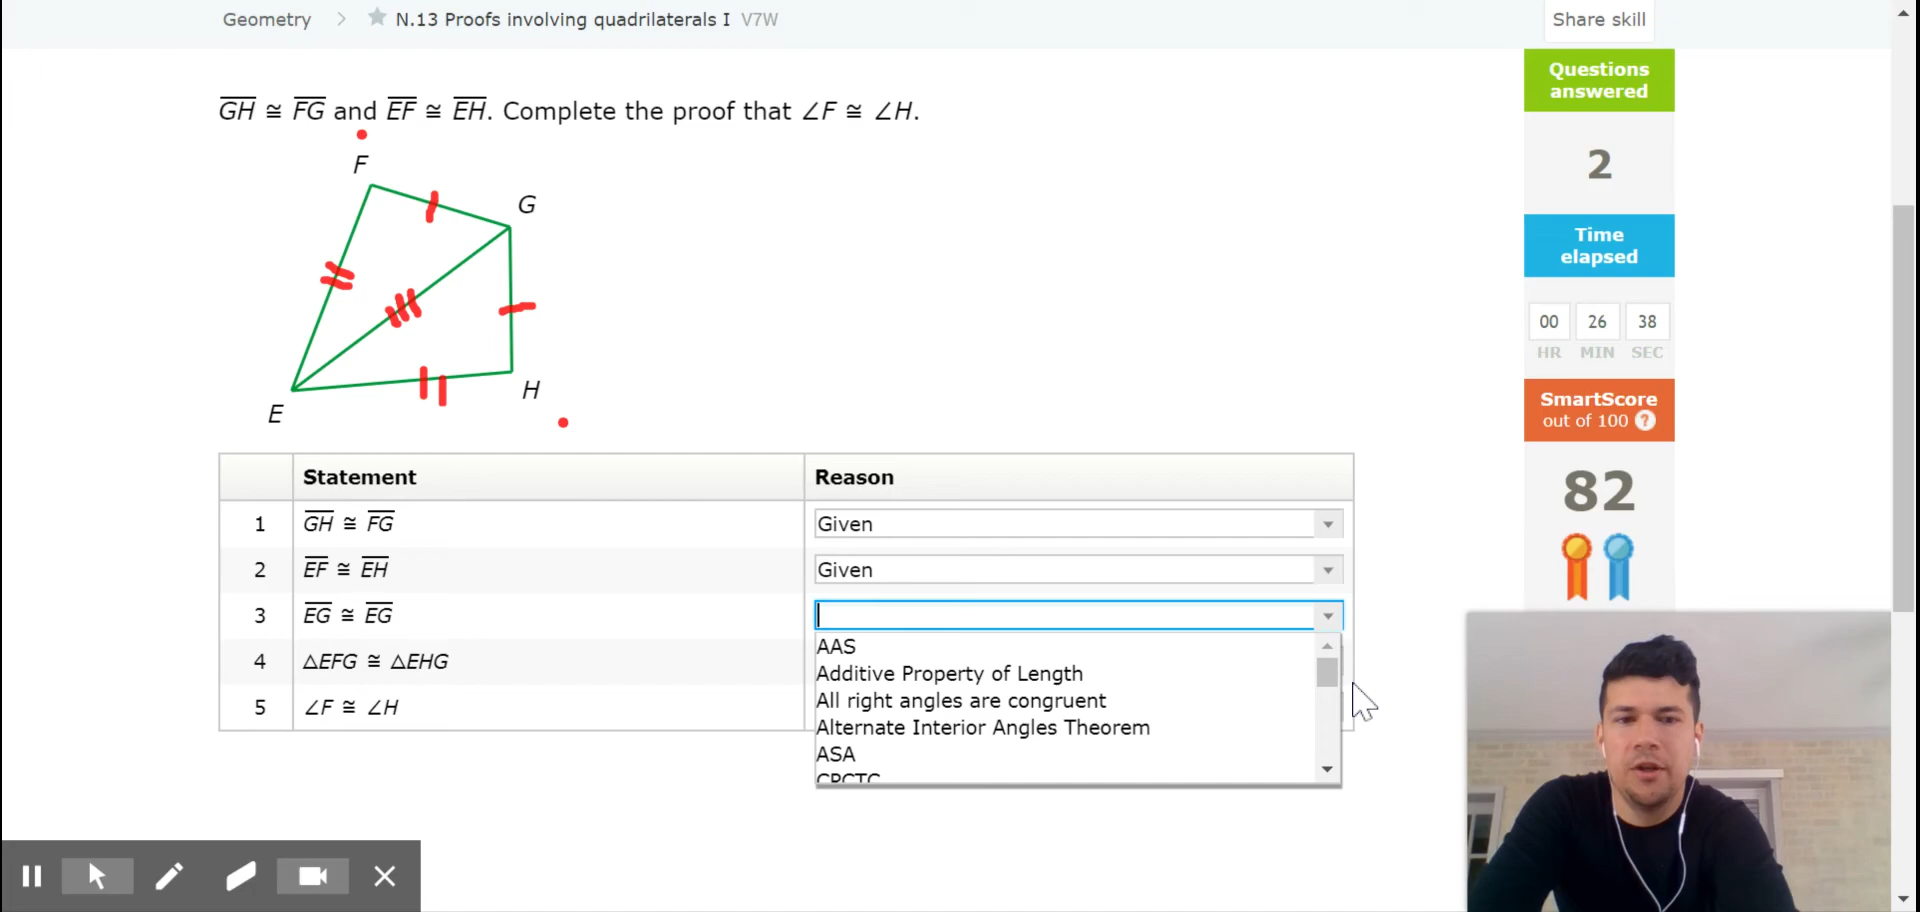 Geometry > N.13 Proofs involving quadrilaterals I V7W
Share skill
GH ≅ FG and EF ≅ EH. Complete the proof that ∠F ≅ ∠H.
F
G
H
E
Statement Reason
1 GH ≅ FG Given
2 EF ≅ EH Given
3 EG ≅ EG
4 △EFG ≅ △EHG
5 ∠F ≅ ∠H
AAS
Additive Property of Length
All right angles are congruent
Alternate Interior Angles Theorem
ASA
CPCTC
Questions
answered
2
Time
elapsed
00 26 38
HR MIN SEC
SmartScore
out of 100 ?
82